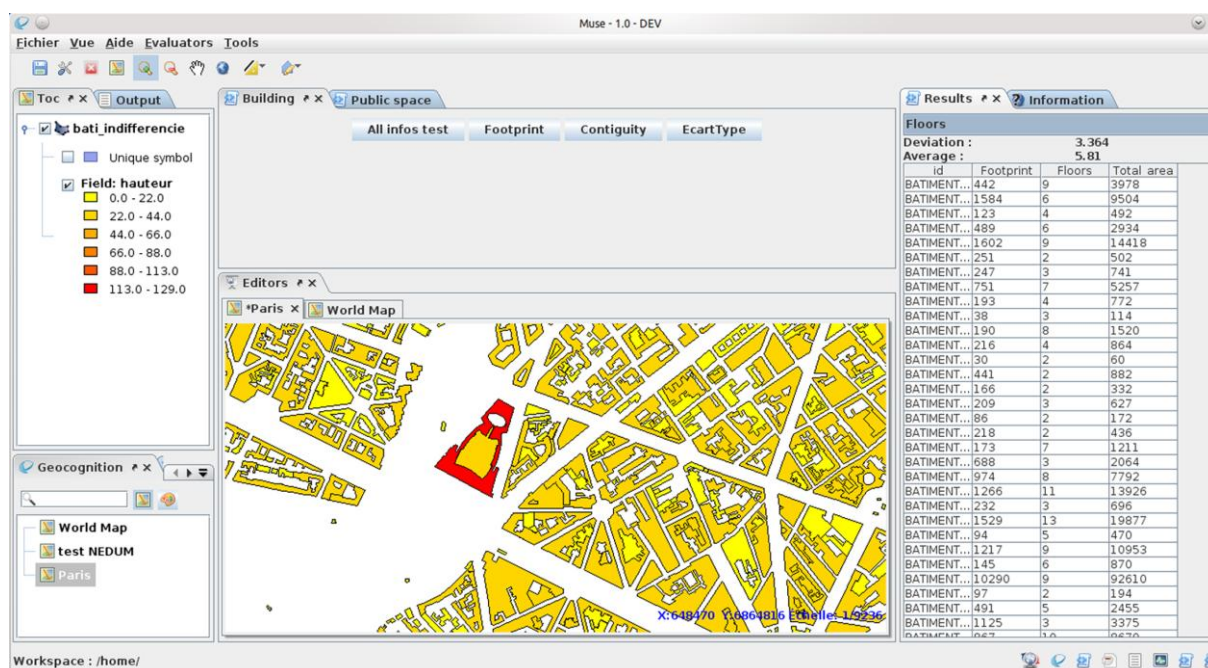 Muse - 1.0 - DEV
Fichier Vue Aide Evaluators Tools
Toc
Output
bati_indifferencie
Unique symbol
Field: hauteur
0.0 - 22.0
22.0 - 44.0
44.0 - 66.0
66.0 - 88.0
88.0 - 113.0
113.0 - 129.0
Geocognition
World Map
test NEDUM
Paris
Building
Public space
All infos test Footprint Contiguity EcartType
Editors
*Paris
World Map
X:648470 Y:6864816 Echelle: 1/9236
Results
Information
Floors
Deviation : 3.364
Average : 5.81
id Footprint Floors Total area
BATIMENT... 442 9 3978
BATIMENT... 1584 6 9504
BATIMENT... 123 4 492
BATIMENT... 489 6 2934
BATIMENT... 1602 9 14418
BATIMENT... 251 2 502
BATIMENT... 247 3 741
BATIMENT... 751 7 5257
BATIMENT... 193 4 772
BATIMENT... 38 3 114
BATIMENT... 190 8 1520
BATIMENT... 216 4 864
BATIMENT... 30 2 60
BATIMENT... 441 2 882
BATIMENT... 166 2 332
BATIMENT... 209 3 627
BATIMENT... 86 2 172
BATIMENT... 218 2 436
BATIMENT... 173 7 1211
BATIMENT... 688 3 2064
BATIMENT... 974 8 7792
BATIMENT... 1266 11 13926
BATIMENT... 232 3 696
BATIMENT... 1529 13 19877
BATIMENT... 94 5 470
BATIMENT... 1217 9 10953
BATIMENT... 145 6 870
BATIMENT... 10290 9 92610
BATIMENT... 97 2 194
BATIMENT... 491 5 2455
BATIMENT... 1125 3 3375
Workspace : /home/